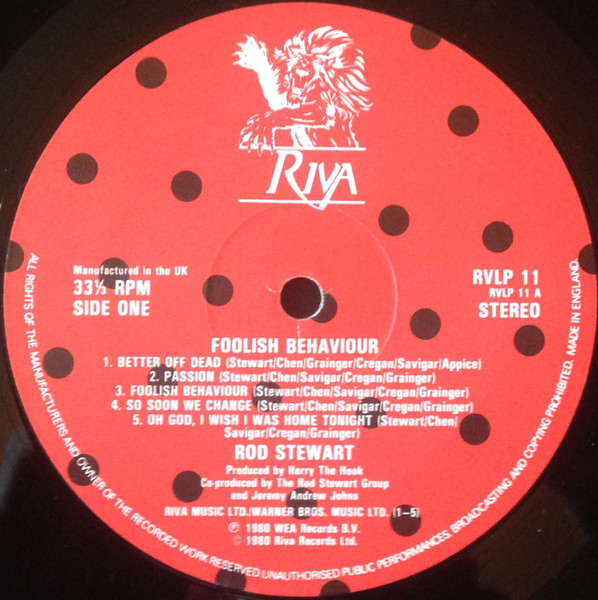 RIVA
Manufactured in the UK
33⅓ RPM
SIDE ONE
RVLP 11
RVLP 11 A
STEREO
FOOLISH BEHAVIOUR
1. BETTER OFF DEAD (Stewart/Chen/Grainger/Cregan/Savigar/Appice)
2. PASSION (Stewart/Chen/Savigar/Cregan/Grainger)
3. FOOLISH BEHAVIOUR (Stewart/Chen/Savigar/Cregan/Grainger)
4. SO SOON WE CHANGE (Stewart/Chen/Savigar/Cregan/Grainger)
5. OH GOD, I WISH I WAS HOME TONIGHT (Stewart/Chen/
Savigar/Cregan/Grainger)
ROD STEWART
Produced by Harry The Hook
Co-produced by The Rod Stewart Group
and Jeremy Andrew Johns
RIVA MUSIC LTD./WARNER BROS. MUSIC LTD. (1–5)
℗ 1980 WEA Records B.V.
© 1980 Riva Records Ltd.
ALL RIGHTS OF THE MANUFACTURERS AND OWNER OF THE RECORDED WORK RESERVED UNAUTHORISED PUBLIC PERFORMANCES, BROADCASTING AND COPYING PROHIBITED. MADE IN ENGLAND.